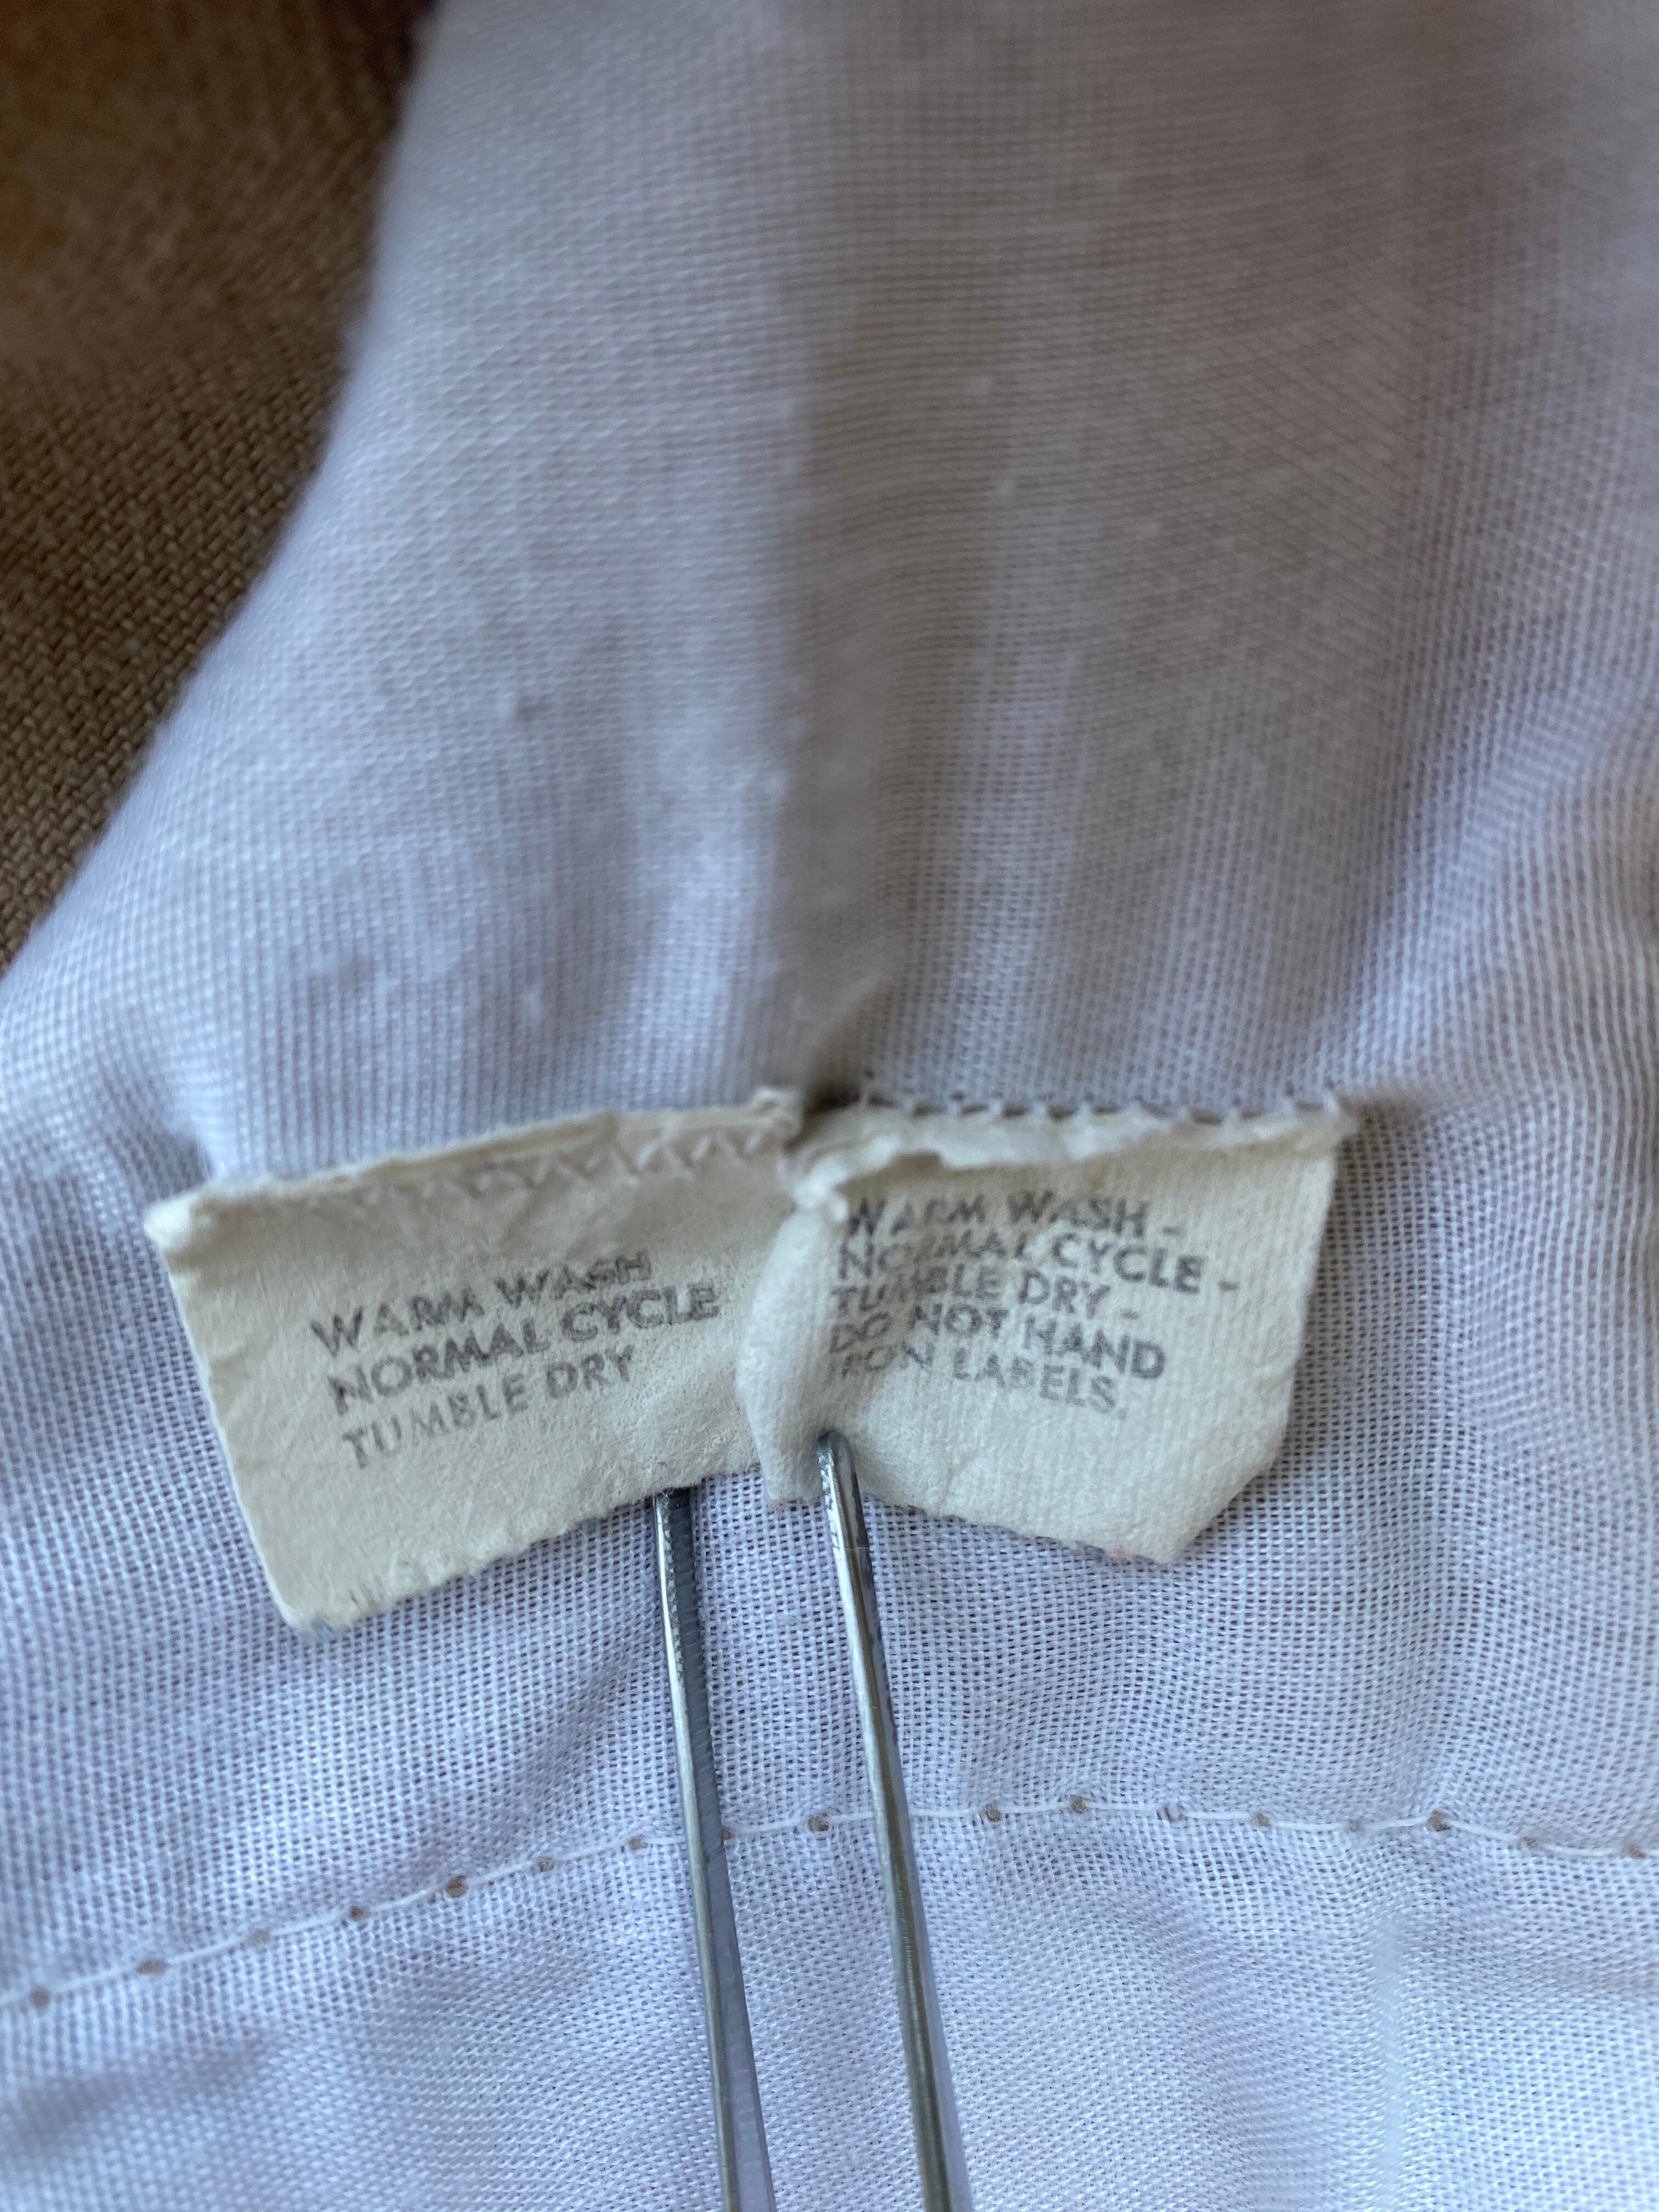 WARM WASH
NORMAL CYCLE
TUMBLE DRY
WARM WASH -
NORMAL CYCLE -
TUMBLE DRY -
DO NOT HAND
IRON LABELS.